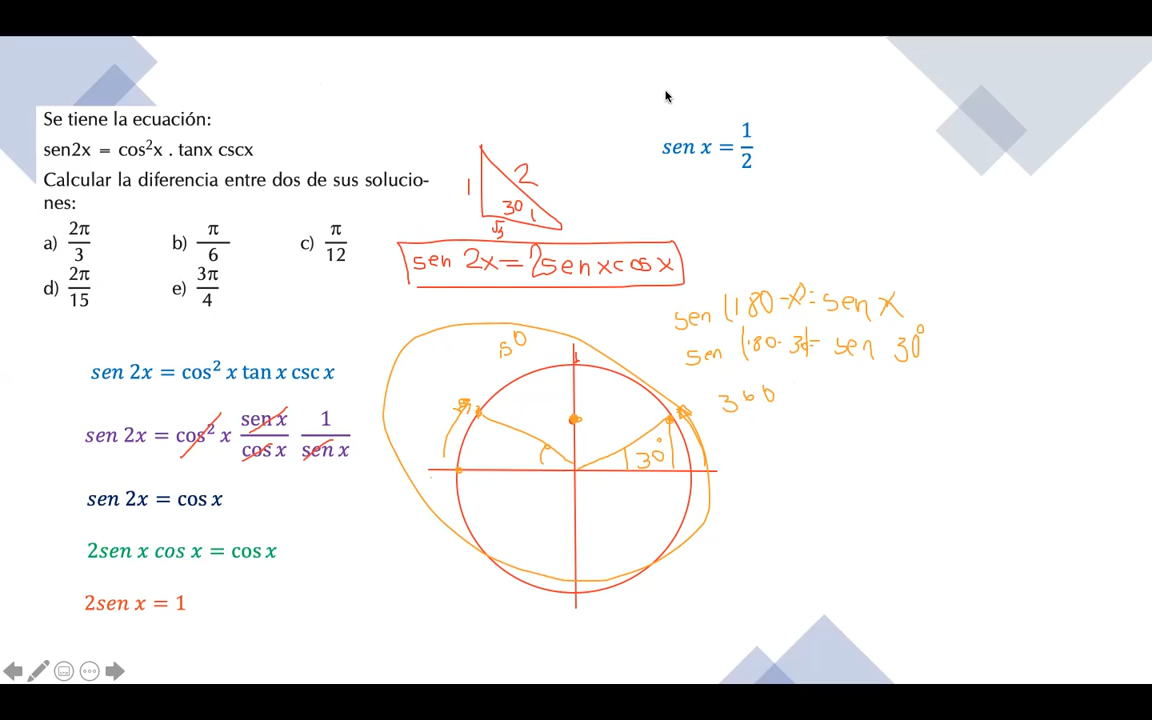 Se tiene la ecuación:
sen2x = cos²x . tanx cscx
Calcular la diferencia entre dos de sus solucio-
nes:
a) 2π/3 b) π/6 c) π/12
d) 2π/15 e) 3π/4
sen x = 1/2
1 2
30
sen 2x = 2senxcosx
sen (180-x) = sen x
sen (180-30)= sen 30°
360
30°
sen 2x = cos² x tan x csc x
sen 2x = cos² x sen x/cos x 1/sen x
sen 2x = cos x
2sen x cos x = cos x
2sen x = 1